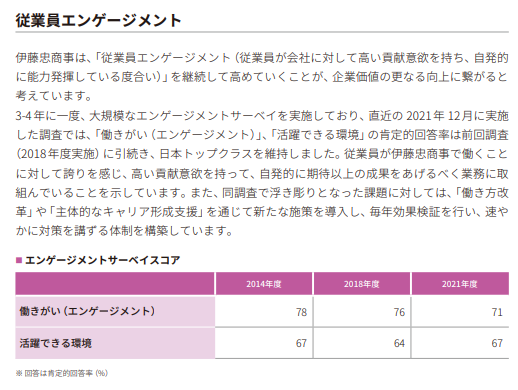 従業員エンゲージメント
伊藤忠商事は、「従業員エンゲージメント（従業員が会社に対して高い貢献意欲を持ち、自発的
に能力発揮している度合い）」を継続して高めていくことが、企業価値の更なる向上に繋がると
考えています。
3-4年に一度、大規模なエンゲージメントサーベイを実施しており、直近の2021年12月に実施
した調査では、「働きがい（エンゲージメント）」、「活躍できる環境」の肯定的回答率は前回調査
（2018年度実施）に引続き、日本トップクラスを維持しました。従業員が伊藤忠商事で働くこと
に対して誇りを感じ、高い貢献意欲を持って、自発的に期待以上の成果をあげるべく業務に取
組んでいることを示しています。また、同調査で浮き彫りとなった課題に対しては、「働き方改
革」や「主体的なキャリア形成支援」を通じて新たな施策を導入し、毎年効果検証を行い、速や
かに対策を講ずる体制を構築しています。
■ エンゲージメントサーベイスコア
2014年度 2018年度 2021年度
働きがい（エンゲージメント） 78 76 71
活躍できる環境 67 64 67
※ 回答は肯定的回答率（%）